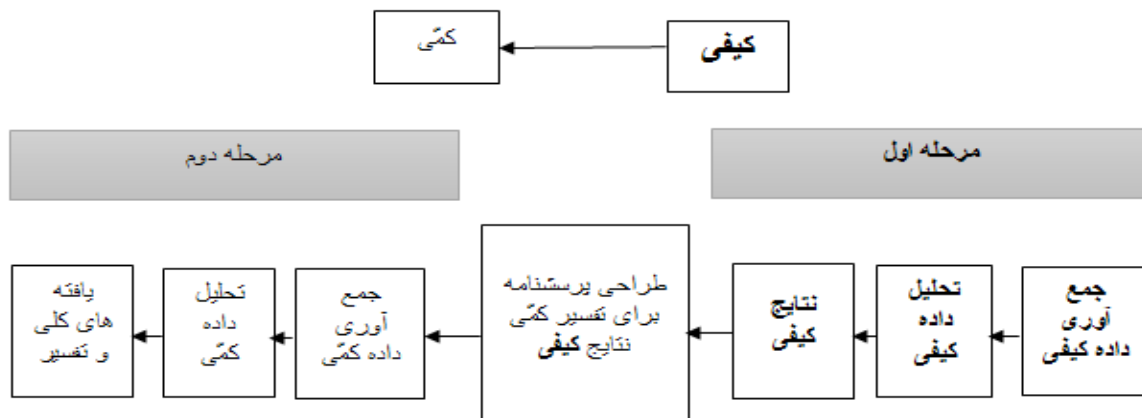 کیفی
کمّی
مرحله اول
مرحله دوم
جمع
آوری
داده کیفی
تحلیل
داده
کیفی
نتایج
کیفی
طراحی پرسشنامه
برای تفسیر کمّی
نتایج کیفی
جمع
آوری
داده کمّی
تحلیل
داده
کمّی
یافته
های کلی
و تفسیر